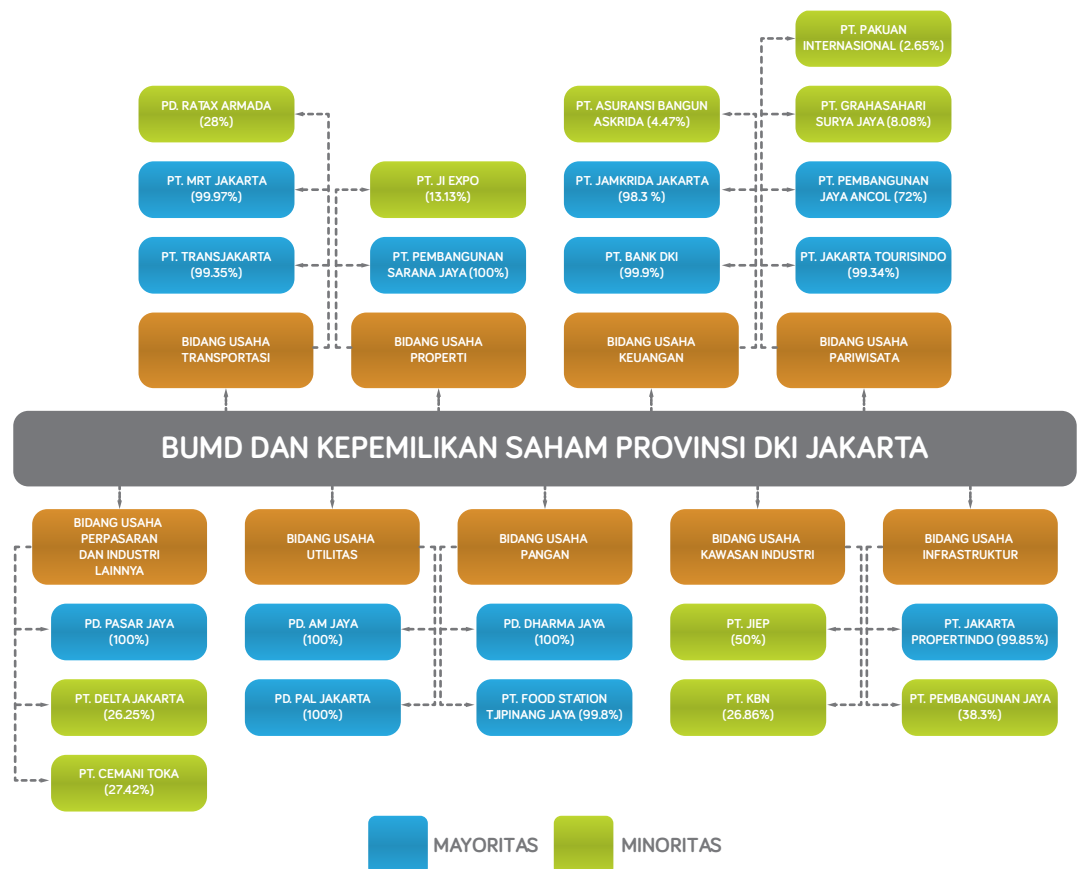 PT. PAKUAN
INTERNASIONAL (2.65%)
PD. RATAX ARMADA
(28%)
PT. ASURANSI BANGUN
ASKRIDA (4.47%)
PT. GRAHASAHARI
SURYA JAYA (8.08%)
PT. MRT JAKARTA
(99.97%)
PT. JI EXPO
(13.13%)
PT. JAMKRIDA JAKARTA
(98.3 %)
PT. PEMBANGUNAN
JAYA ANCOL (72%)
PT. TRANSJAKARTA
(99.35%)
PT. PEMBANGUNAN
SARANA JAYA (100%)
PT. BANK DKI
(99.9%)
PT. JAKARTA TOURISINDO
(99.34%)
BIDANG USAHA
TRANSPORTASI
BIDANG USAHA
PROPERTI
BIDANG USAHA
KEUANGAN
BIDANG USAHA
PARIWISATA
BUMD DAN KEPEMILIKAN SAHAM PROVINSI DKI JAKARTA
BIDANG USAHA
PERPASARAN
DAN INDUSTRI
LAINNYA
BIDANG USAHA
UTILITAS
BIDANG USAHA
PANGAN
BIDANG USAHA
KAWASAN INDUSTRI
BIDANG USAHA
INFRASTRUKTUR
PD. PASAR JAYA
(100%)
PD. AM JAYA
(100%)
PD. DHARMA JAYA
(100%)
PT. JIEP
(50%)
PT. JAKARTA
PROPERTINDO (99.85%)
PT. DELTA JAKARTA
(26.25%)
PD. PAL JAKARTA
(100%)
PT. FOOD STATION
TJIPINANG JAYA (99.8%)
PT. KBN
(26.86%)
PT. PEMBANGUNAN JAYA
(38.3%)
PT. CEMANI TOKA
(27.42%)
MAYORITAS
MINORITAS